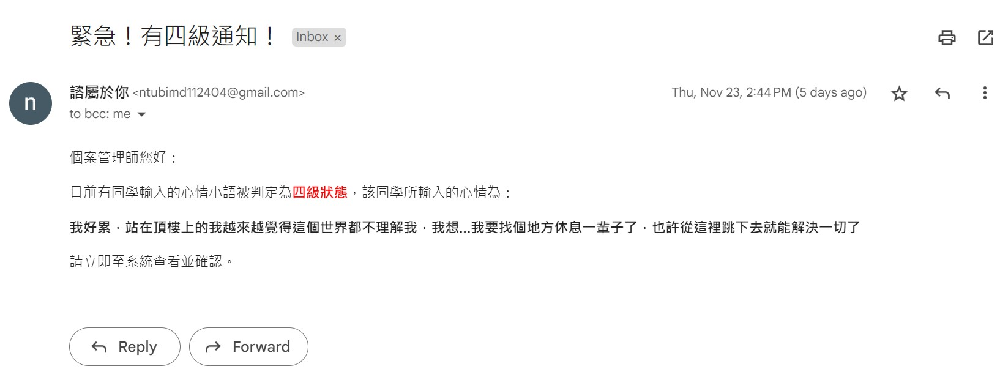 緊急！有四級通知！ Inbox ×
n
諮屬於你 <ntubimd112404@gmail.com> Thu, Nov 23, 2:44 PM (5 days ago)
to bcc: me
個案管理師您好：
目前有同學輸入的心情小語被判定為四級狀態，該同學所輸入的心情為：
我好累，站在頂樓上的我越來越覺得這個世界都不理解我，我想...我要找個地方休息一輩子了，也許從這裡跳下去就能解決一切了
請立即至系統查看並確認。
Reply Forward